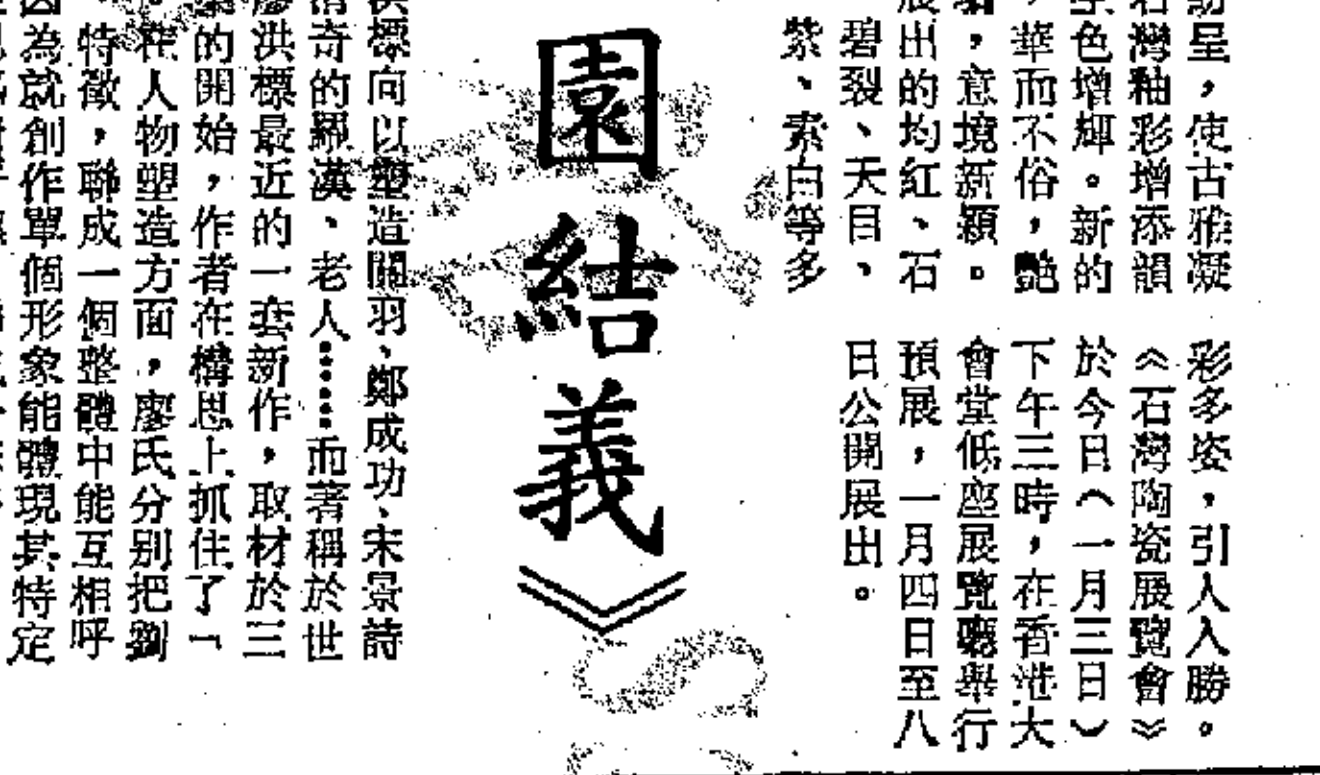 呈,使古雅凝
灣釉彩增添韻
色增輝。新的
,華而不俗,艷
,意境新穎。
展出的均紅、石
碧裂、天目、
紫、素白等多
彩多姿,引人入勝。
《石灣陶瓷展覽會》
於今日(一月三日)
下午三時,在香港大
會堂低座展覽廳舉行
預展,一月四日至八
日公開展出。
園結義》
標向以塑造關羽、鄭成功、宋景詩
奇的羅漢、老人……而著稱於世
廖洪標最近的一套新作,取材於三
的開始,作者在構思上抓住了「
在人物塑造方面,廖氏分别把劉
特徵,聯成一個整體中能互相呼
因為就創作單個形象能體現其特定